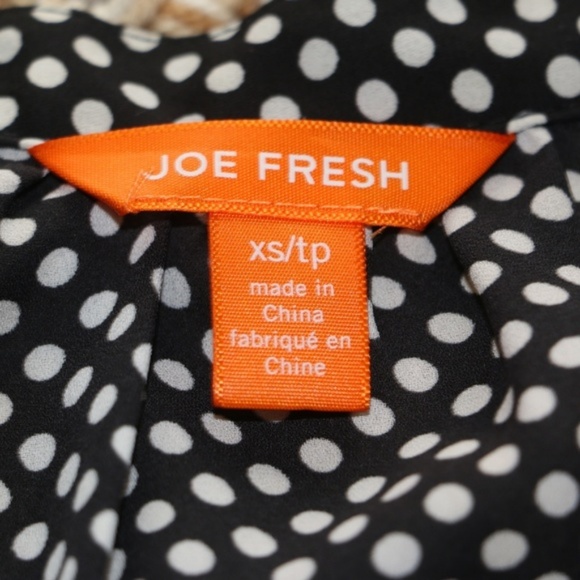 JOE FRESH
xs/tp
made in
China
fabriqué en
Chine